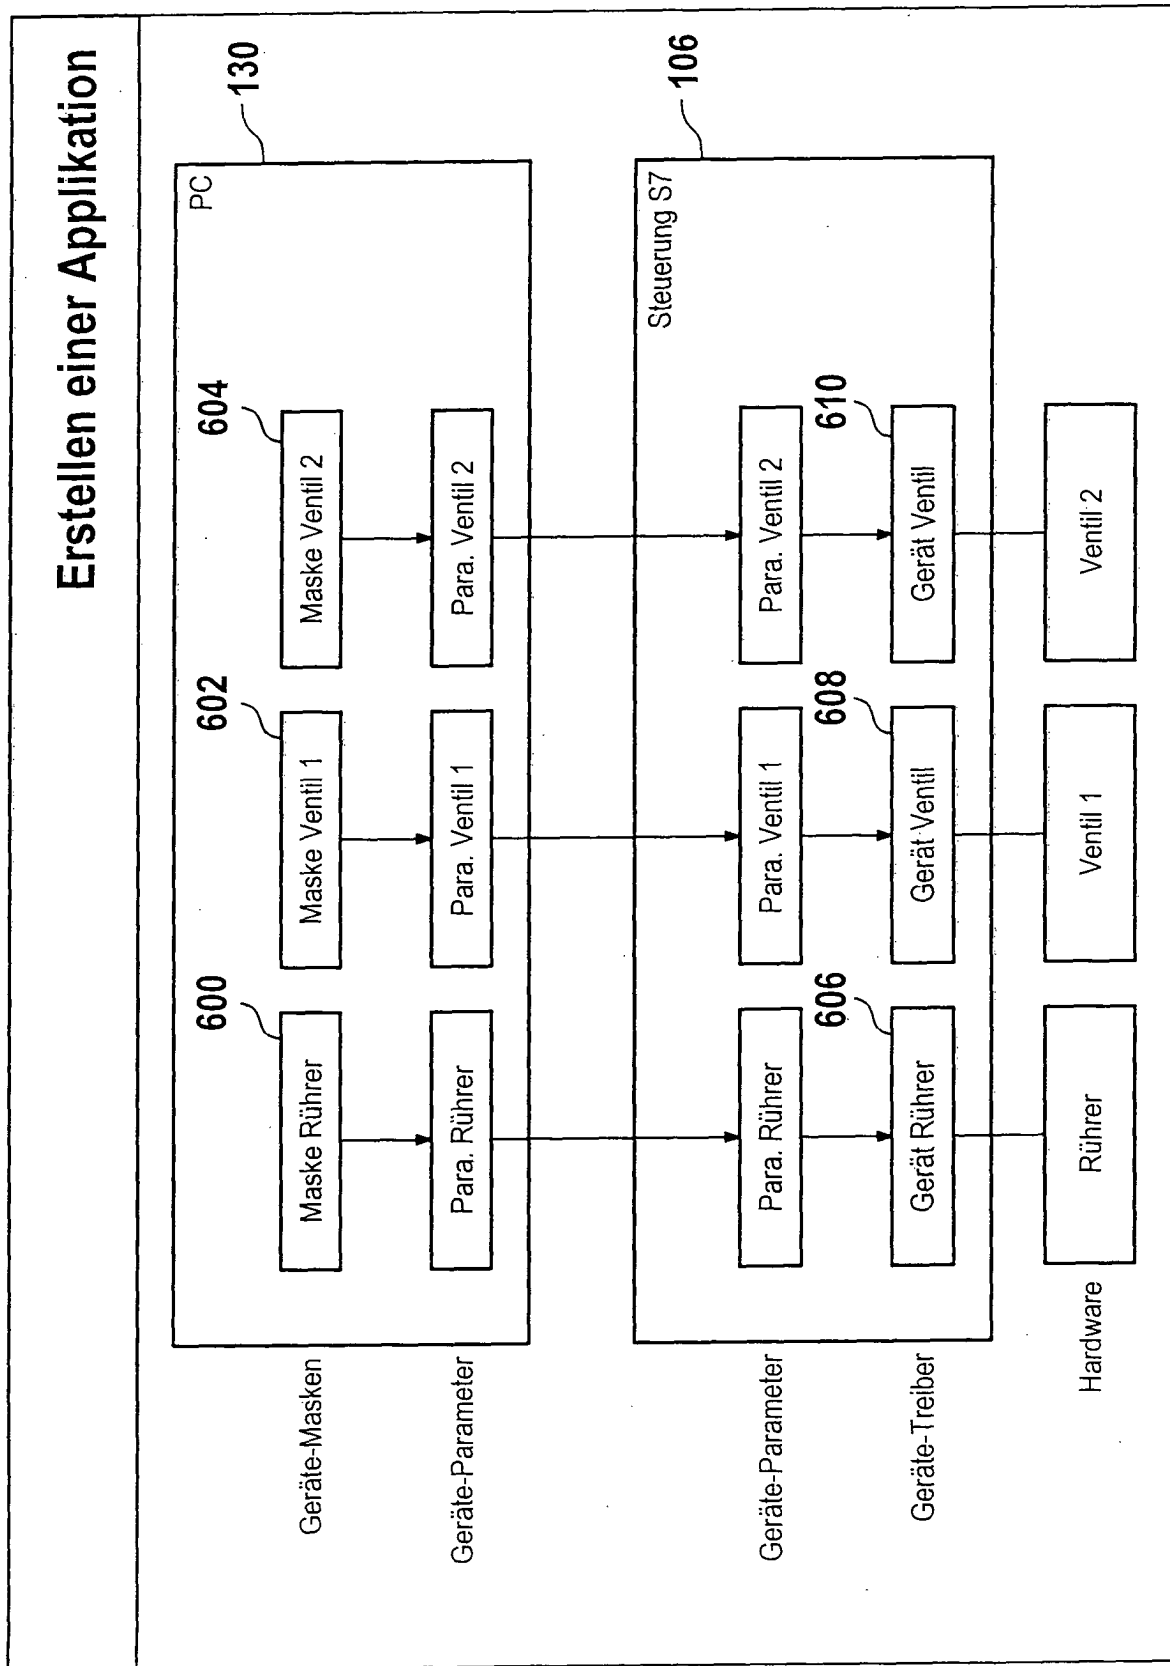 Erstellen einer Applikation
130
PC
600
602
604
Geräte-Masken
Maske Rührer
Maske Ventil 1
Maske Ventil 2
Geräte-Parameter
Para. Rührer
Para. Ventil 1
Para. Ventil 2
106
Steuerung S7
Geräte-Parameter
Para. Rührer
Para. Ventil 1
Para. Ventil 2
606
608
610
Geräte-Treiber
Gerät Rührer
Gerät Ventil
Gerät Ventil
Hardware
Rührer
Ventil 1
Ventil 2